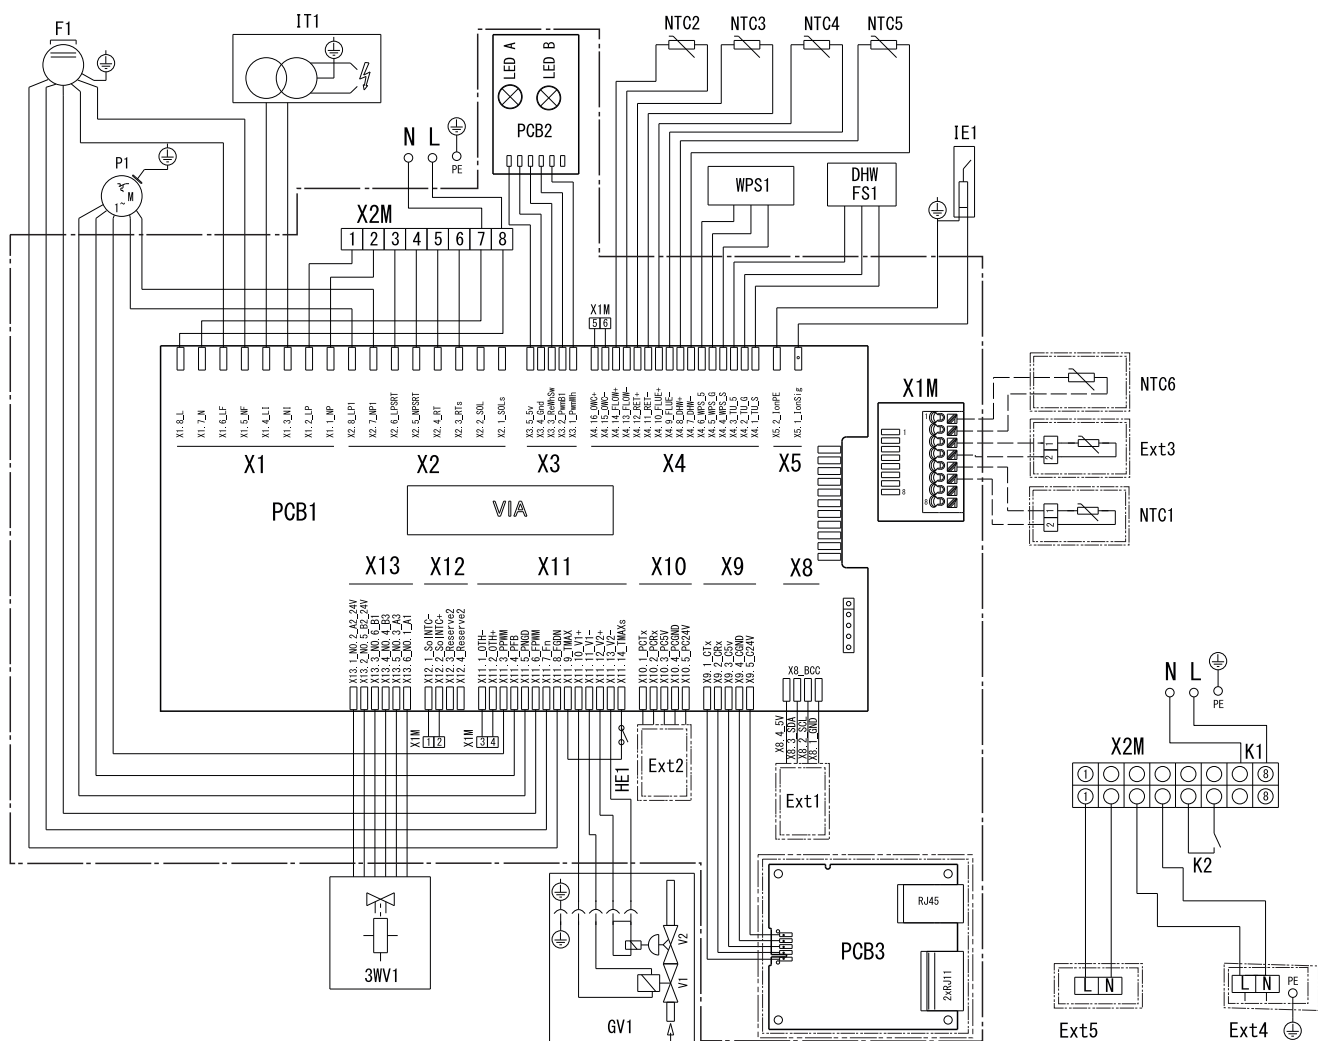 F1
IT1
LED A
LED B
PCB2
NTC2
NTC3
NTC4
NTC5
P1
M
1~
N
L
PE
WPS1
DHW
FS1
IE1
X2M
1 2 3 4 5 6 7 8
X1M
5 6
X1.8_L
X1.7_N
X1.6_LF
X1.5_NF
X1.4_LI
X1.3_NI
X1.2_LP
X1.1_NP
X2.8_LP1
X2.7_NP1
X2.6_LPSRT
X2.5_NPSRT
X2.4_RT
X2.3_RTs
X2.2_SOL
X2.1_SOLs
X3.5_5v
X3.4_Gnd
X3.3_ReWhSw
X3.2_PwmBl
X3.1_PwmWh
X4.16_OWC+
X4.15_OWC-
X4.14_FLOW+
X4.13_FLOW-
X4.12_RET+
X4.11_RET-
X4.10_FLUE+
X4.9_FLUE-
X4.8_DHW+
X4.7_DHW-
X4.6_WPS_5
X4.5_WPS_G
X4.4_WPS_S
X4.3_TU_5
X4.2_TU_G
X4.1_TU_S
X5.2_IonPE
X5.1_IonSig
X1
X2
X3
X4
X5
X1M
1
8
1
8
NTC6
1
2
Ext3
1
2
NTC1
PCB1
VIA
X13
X12
X11
X10
X9
X8
X13.1_NO.2_A2_24V
X13.2_NO.5_B2_24V
X13.3_NO.6_B1
X13.4_NO.4_B3
X13.5_NO.3_A3
X13.6_NO.1_A1
X12.1_SolNTC-
X12.2_SolNTC+
X12.3_Reserve2
X12.4_Reserve2
X11.1_OTH-
X11.2_OTH+
X11.3_PPWM
X11.4_PFB
X11.5_PNGD
X11.6_FPWM
X11.7_Fn
X11.8_FGDN
X11.9_TMAX
X11.10_V1+
X11.11_V1-
X11.12_V2+
X11.13_V2-
X11.14_TMAXs
X10.1_PCTx
X10.2_PCRx
X10.3_PC5V
X10.4_PCGND
X10.5_PC24V
X9.1_CTx
X9.2_CRx
X9.3_C5v
X9.4_CGND
X9.5_C24V
X8_BCC
X8.4_5V
X8.3_SDA
X8.2_SCL
X8.1_GND
X1M
1 2
X1M
3 4
HE1
Ext2
Ext1
N
L
PE
X2M
K1
1
8
1
8
K2
3WV1
V2
V1
GV1
RJ45
PCB3
2xRJ11
L N
Ext5
L N
PE
Ext4